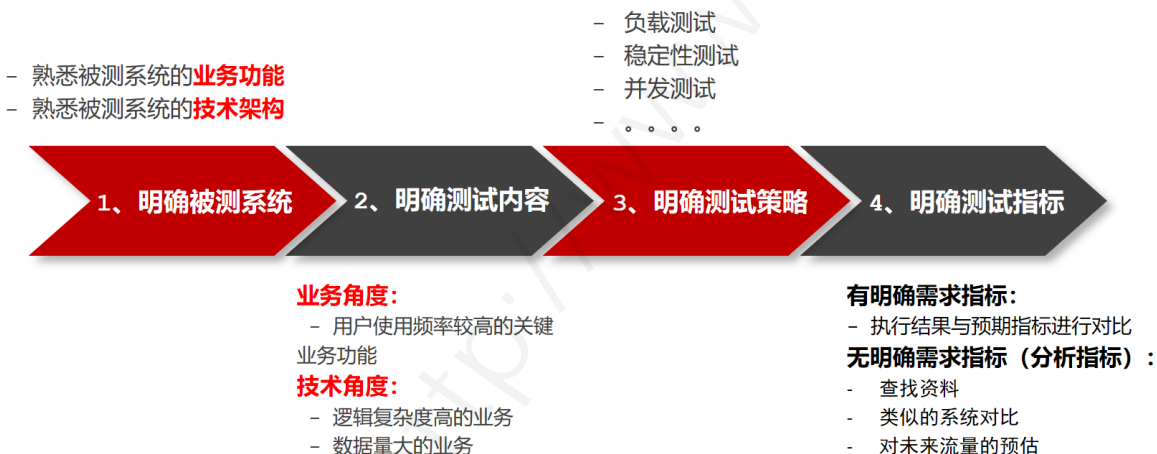 - 熟悉被测系统的业务功能
- 熟悉被测系统的技术架构
- 负载测试
- 稳定性测试
- 并发测试
- 。。。。
1、明确被测系统
2、明确测试内容
3、明确测试策略
4、明确测试指标
业务角度：
- 用户使用频率较高的关键
业务功能
技术角度：
- 逻辑复杂度高的业务
- 数据量大的业务
有明确需求指标：
- 执行结果与预期指标进行对比
无明确需求指标（分析指标）：
- 查找资料
- 类似的系统对比
- 对未来流量的预估
ttp://www